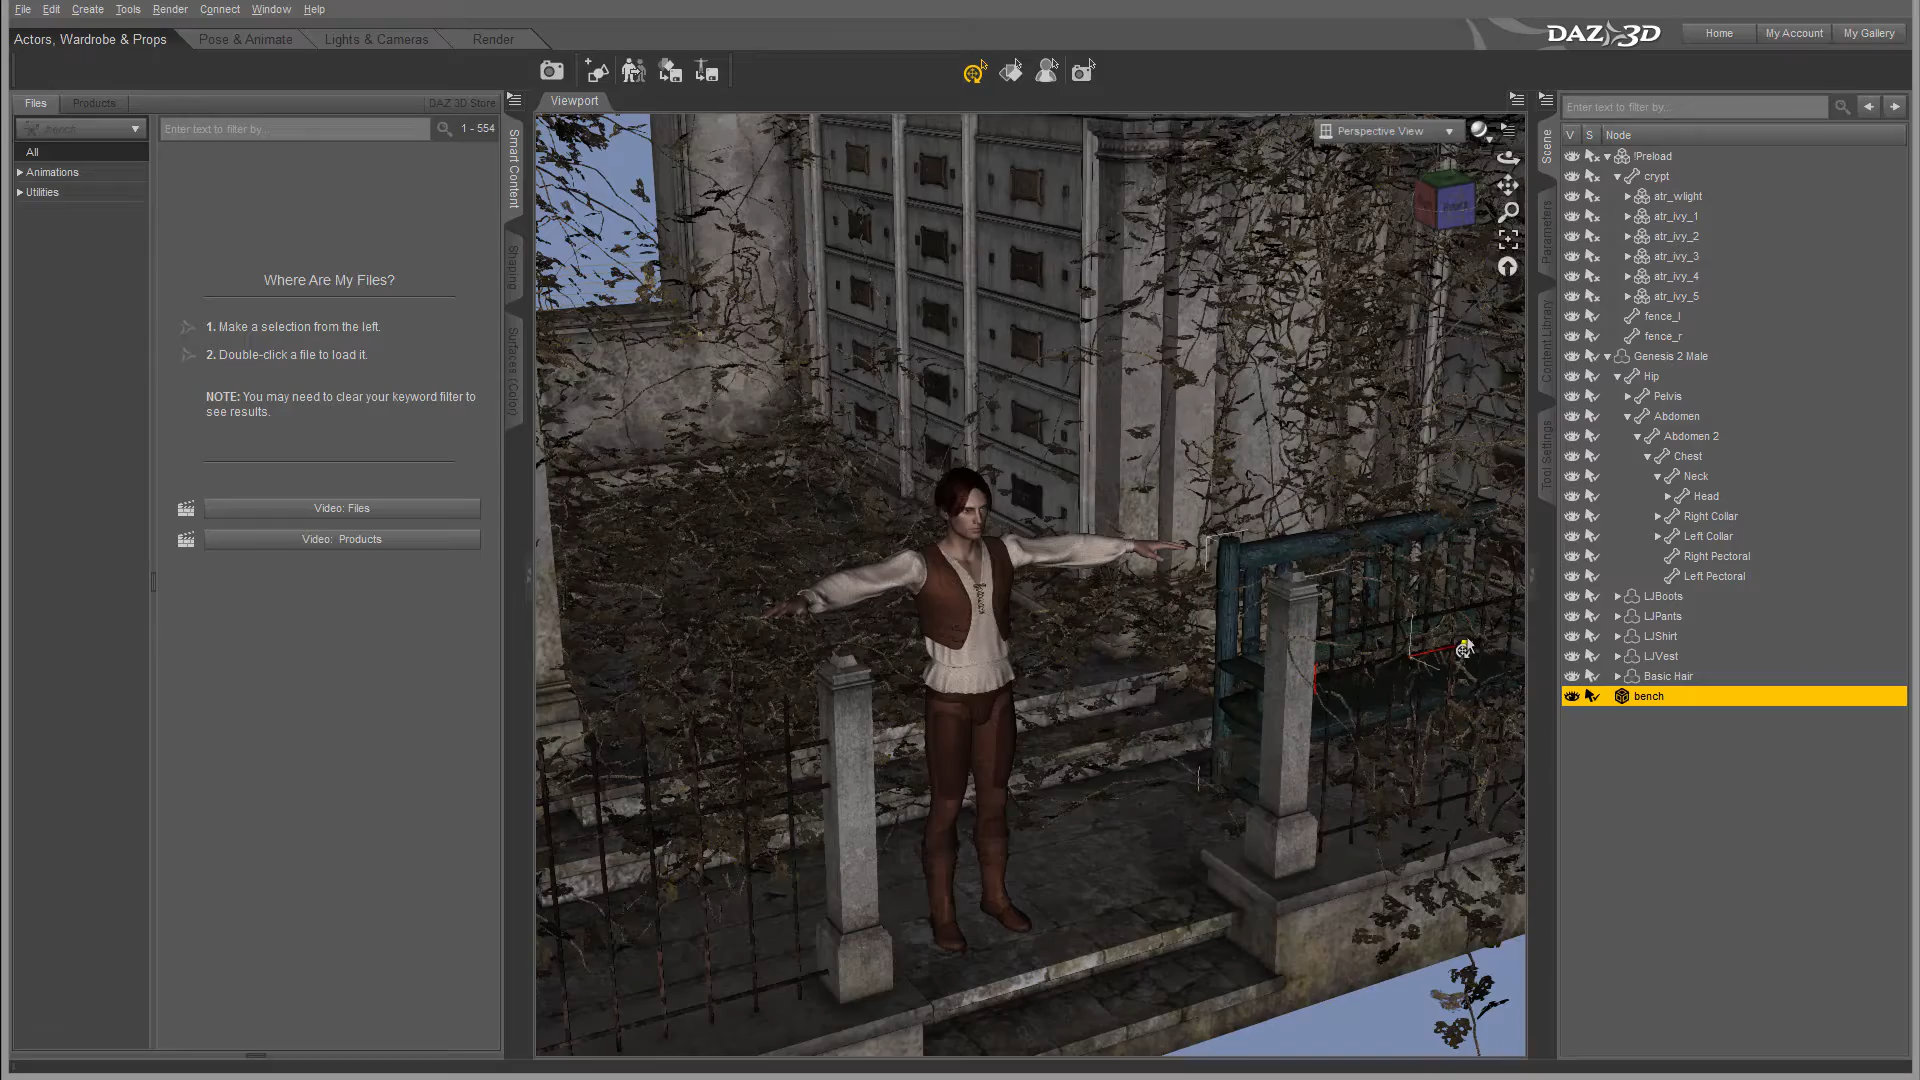 File Edit Create Tools Render Connect Window Help
Actors, Wardrobe & Props Pose & Animate Lights & Cameras Render
DAZ 3D
Home My Account My Gallery
Files Products DAZ 3D Store
Viewport
Enter text to filter by...
bench
Enter text to filter by...
1 - 554
Perspective View
V S Node
All
Animations
Utilities
Smart Content
Shaping
Surfaces (Color)
Where Are My Files?
1. Make a selection from the left.
2. Double-click a file to load it.
NOTE: You may need to clear your keyword filter to
see results.
Video: Files
Video: Products
Scene
Parameters
Content Library
Tool Settings
!Preload
crypt
atr_wlight
atr_ivy_1
atr_ivy_2
atr_ivy_3
atr_ivy_4
atr_ivy_5
fence_l
fence_r
Genesis 2 Male
Hip
Pelvis
Abdomen
Abdomen 2
Chest
Neck
Head
Right Collar
Left Collar
Right Pectoral
Left Pectoral
LJBoots
LJPants
LJShirt
LJVest
Basic Hair
bench